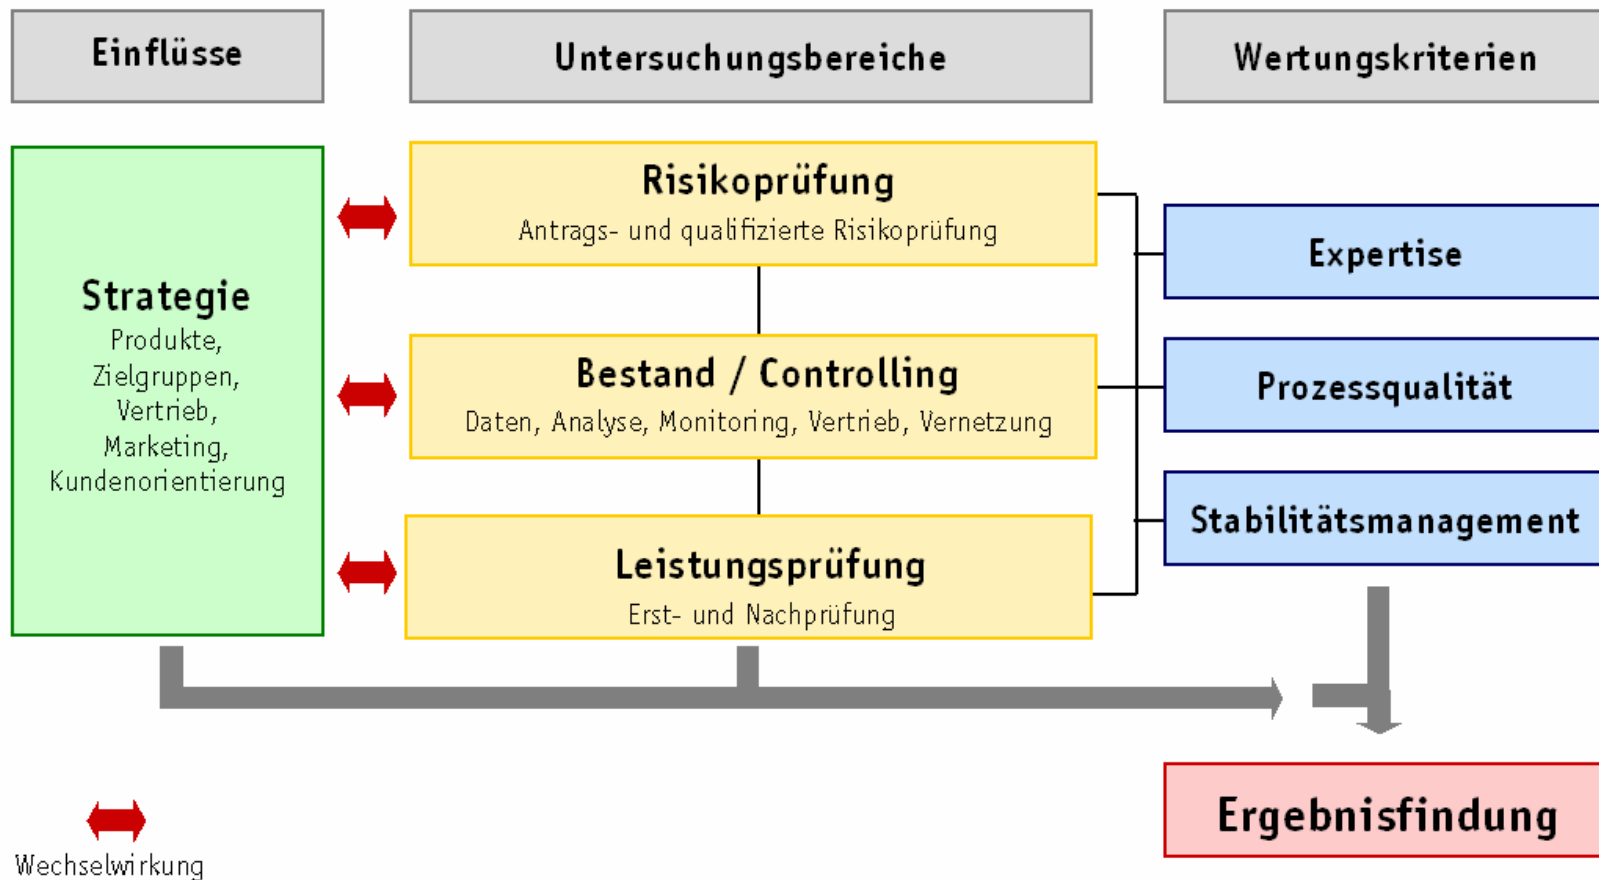 Einflüsse
Untersuchungsbereiche
Wertungskriterien
Strategie
Produkte,
Zielgruppen,
Vertrieb,
Marketing,
Kundenorientierung
Risikoprüfung
Antrags- und qualifizierte Risikoprüfung
Bestand / Controlling
Daten, Analyse, Monitoring, Vertrieb, Vernetzung
Leistungsprüfung
Erst- und Nachprüfung
Expertise
Prozessqualität
Stabilitätsmanagement
Ergebnisfindung
Wechselwirkung